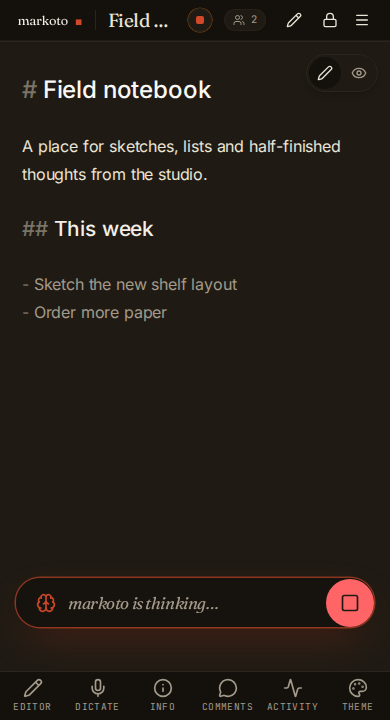 markoto
Field ...
2
# Field notebook
A place for sketches, lists and half-finished
thoughts from the studio.
## This week
- Sketch the new shelf layout
- Order more paper
markoto is thinking...
EDITOR DICTATE INFO COMMENTS ACTIVITY THEME